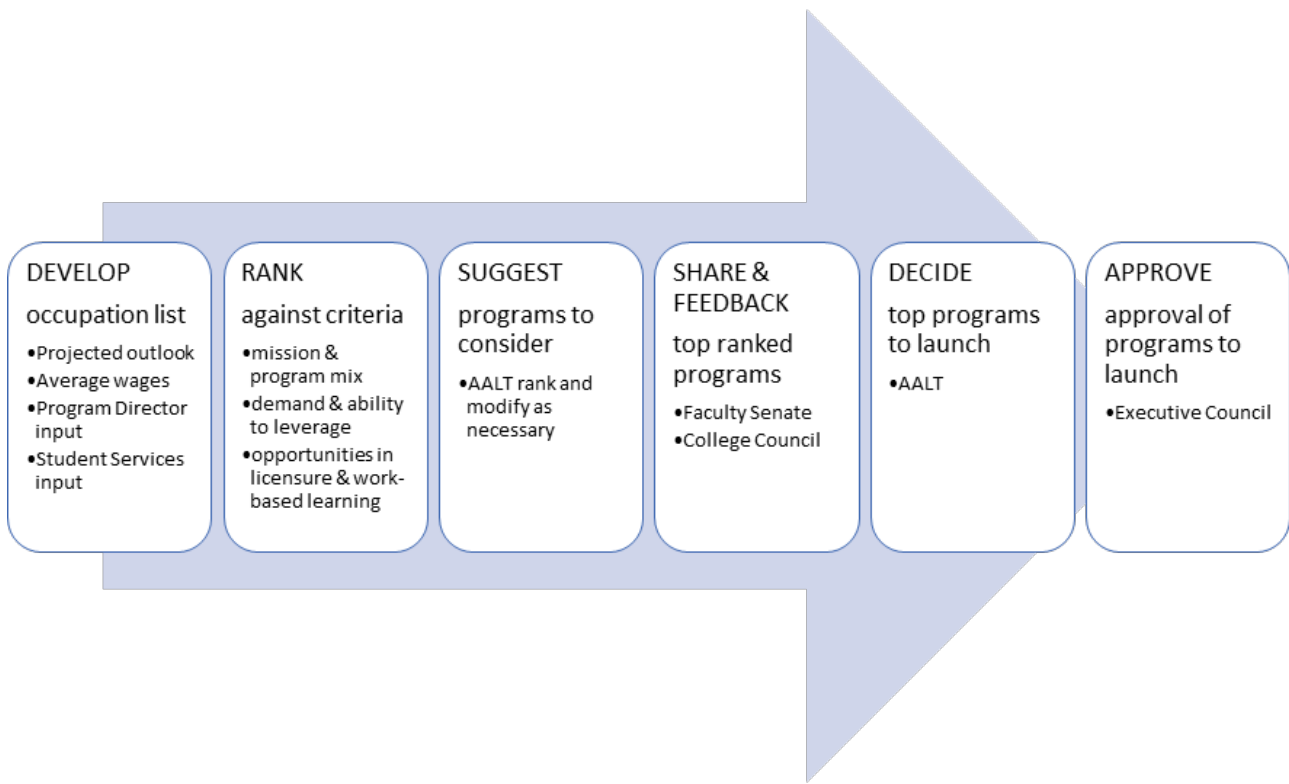 DEVELOP
occupation list
•Projected outlook
•Average wages
•Program Director
input
•Student Services
input
RANK
against criteria
•mission &
program mix
•demand & ability
to leverage
•opportunities in
licensure & work-
based learning
SUGGEST
programs to
consider
•AALT rank and
modify as
necessary
SHARE &
FEEDBACK
top ranked
programs
•Faculty Senate
•College Council
DECIDE
top programs
to launch
•AALT
APPROVE
approval of
programs to
launch
•Executive Council